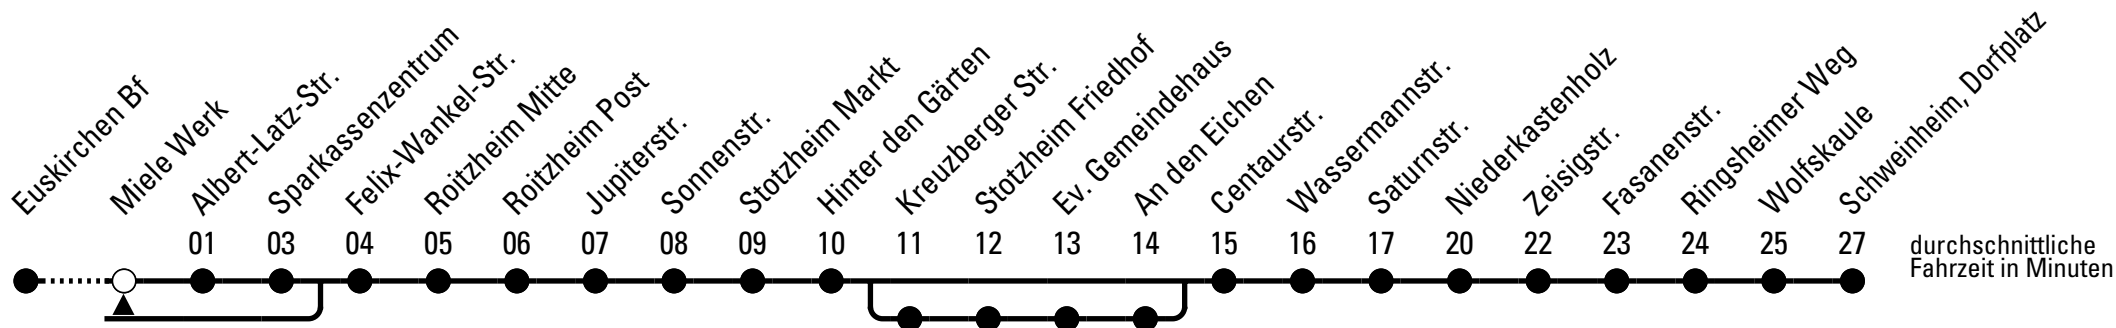 Euskirchen Bf
Miele Werk
Albert-Latz-Str.
Sparkassenzentrum
Felix-Wankel-Str.
Roitzheim Mitte
Roitzheim Post
Jupiterstr.
Sonnenstr.
Stotzheim Markt
Hinter den Gärten
Kreuzberger Str.
Stotzheim Friedhof
Ev. Gemeindehaus
An den Eichen
Centaurstr.
Wassermannstr.
Saturnstr.
Niederkastenholz
Zeisigstr.
Fasanenstr.
Ringsheimer Weg
Wolfskaule
Schweinheim, Dorfplatz
01 03 04 05 06 07 08 09 10 11 12 13 14 15 16 17 20 22 23 24 25 27
durchschnittliche
Fahrzeit in Minuten